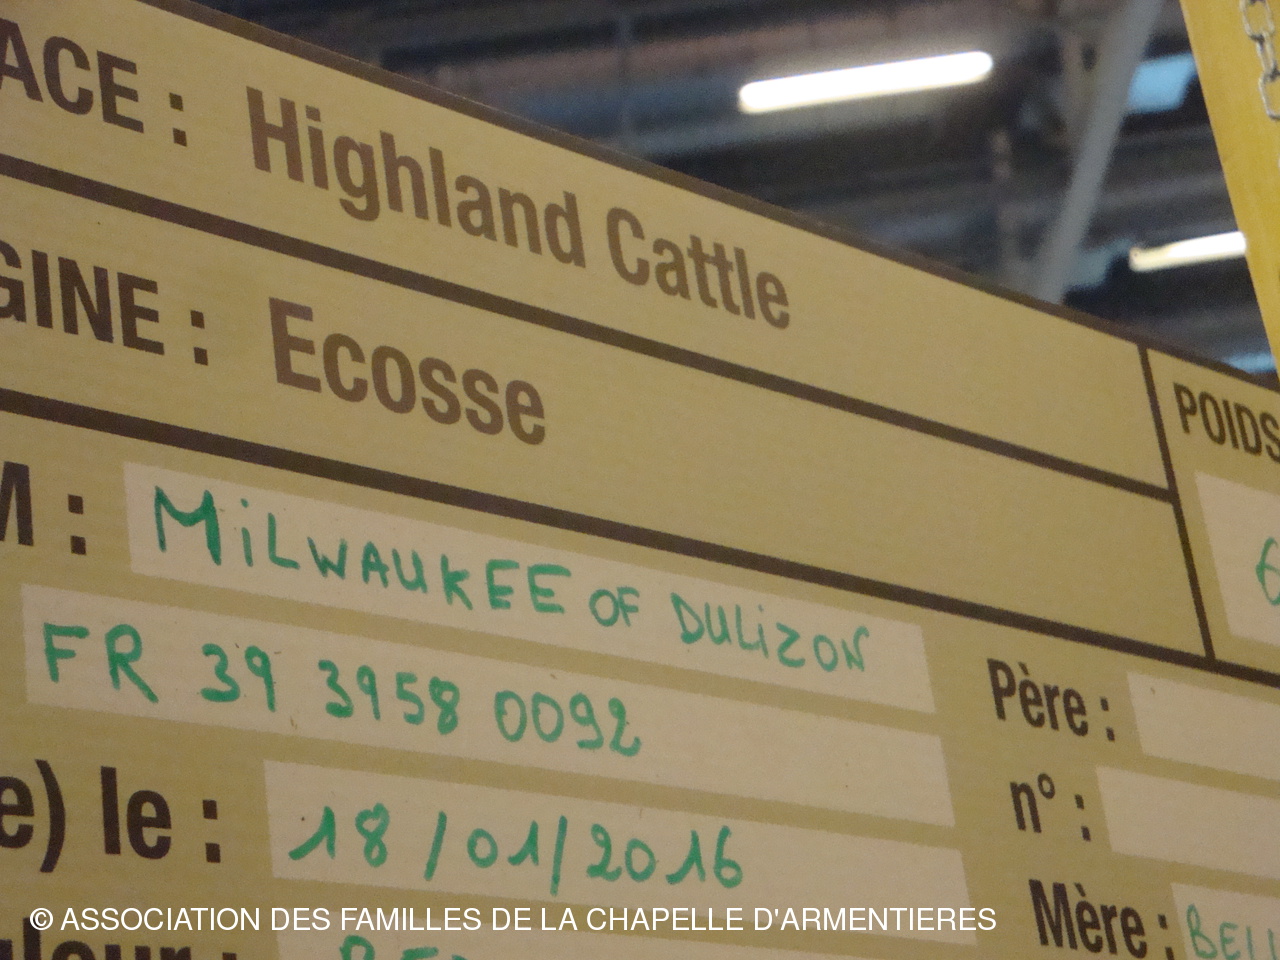 ACE : Highland Cattle
GINE : Ecosse
POIDS
M : MiLWAUKEE OF DULiZON
FR 39 3958 0092
Père :
n° :
e) le : 18/01/2016
Mère : BELL
© ASSOCIATION DES FAMILLES DE LA CHAPELLE D'ARMENTIERES